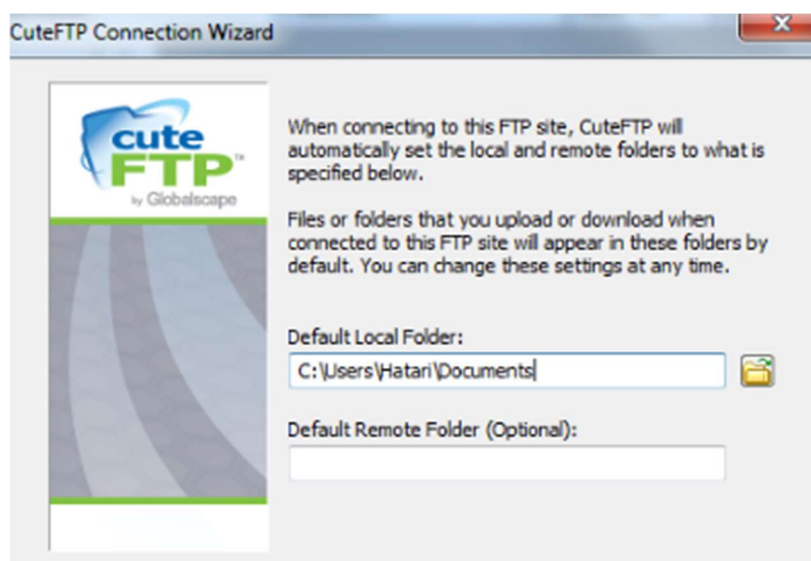 CuteFTP Connection Wizard
cute
FTP™
by Globalscape
When connecting to this FTP site, CuteFTP will
automatically set the local and remote folders to what is
specified below.
Files or folders that you upload or download when
connected to this FTP site will appear in these folders by
default. You can change these settings at any time.
Default Local Folder:
C:\Users\Hatari\Documents
Default Remote Folder (Optional):